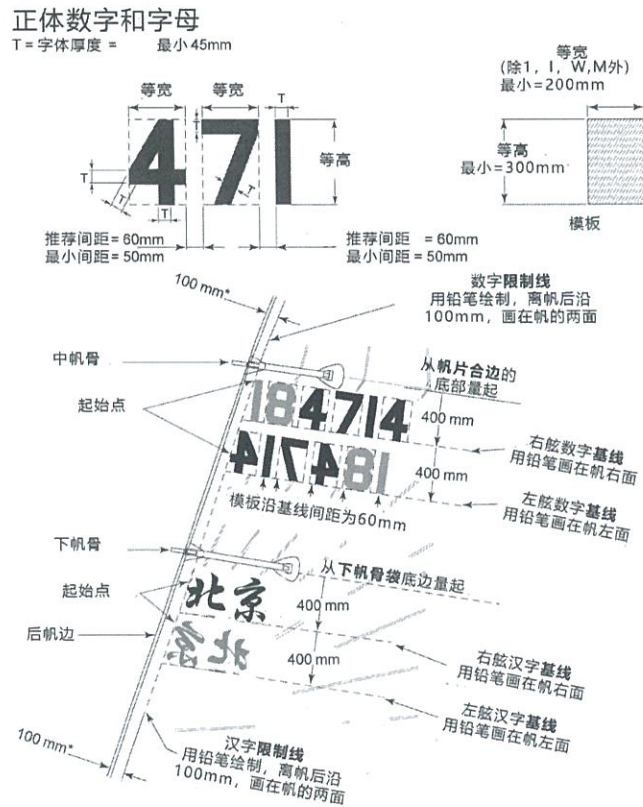 正体数字和字母
T = 字体厚度 = 最小 45mm
等宽
(除1, I, W,M外)
最小=200mm
等宽
等宽
T
T
471
等高
等高
最小=300mm
T
T
T
T
模板
推荐间距 = 60mm
最小间距 = 50mm
推荐间距 = 60mm
最小间距 = 50mm
100 mm*
数字限制线
用铅笔绘制，离帆后沿
100mm，画在帆的两面
中帆骨
从帆片合边的
底部量起
起始点
184714
400 mm
右舷数字基线
用铅笔画在帆右面
184714
400 mm
左舷数字基线
用铅笔画在帆左面
模板沿基线间距为60mm
下帆骨
从下帆骨袋底边量起
起始点
北京
400 mm
后帆边
北京
400 mm
右舷汉字基线
用铅笔画在帆右面
左舷汉字基线
用铅笔画在帆左面
100 mm*
汉字限制线
用铅笔绘制，离帆后沿
100mm，画在帆的两面